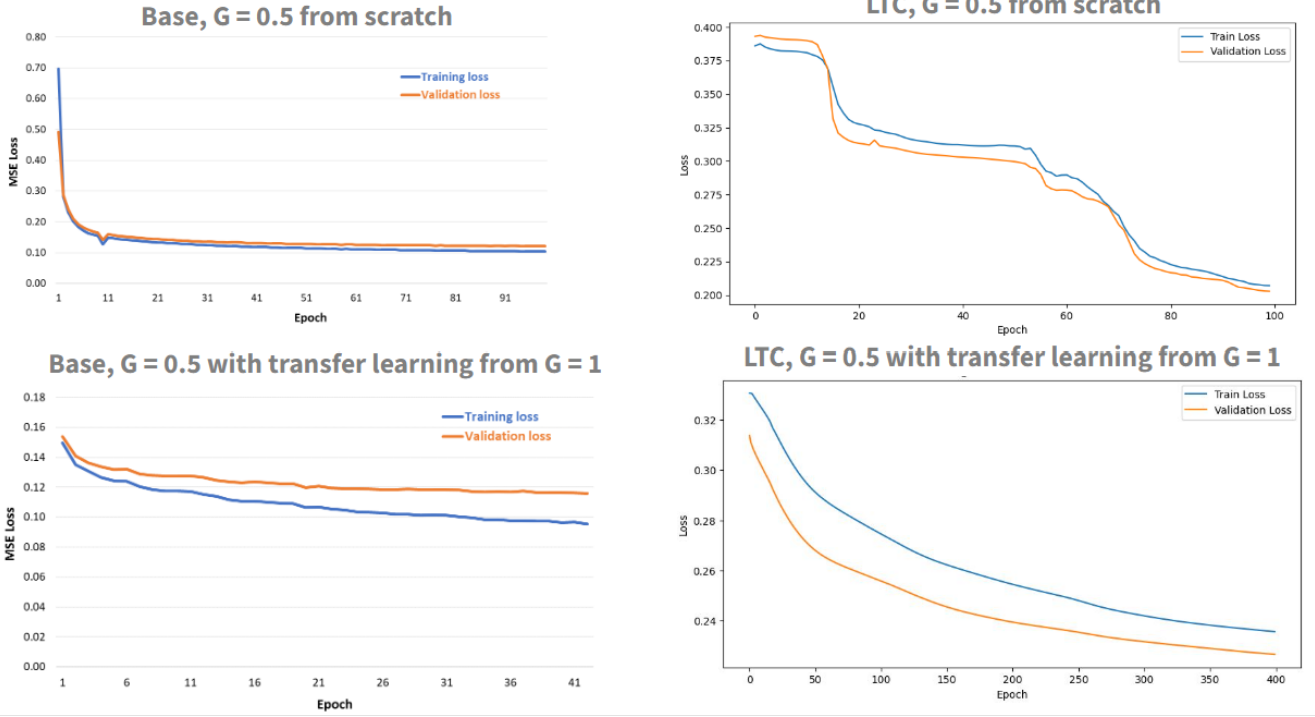 Base, G = 0.5 from scratch
0.80
0.70
0.60
0.50
0.40
0.30
0.20
0.10
0.00
MSE Loss
Training loss
Validation loss
1 11 21 31 41 51 61 71 81 91
Epoch
LTC, G = 0.5 from scratch
0.400
0.375
0.350
0.325
0.300
0.275
0.250
0.225
0.200
Loss
Train Loss
Validation Loss
0 20 40 60 80 100
Epoch
Base, G = 0.5 with transfer learning from G = 1
0.18
0.16
0.14
0.12
0.10
0.08
0.06
0.04
0.02
0.00
MSE Loss
Training loss
Validation loss
1 6 11 16 21 26 31 36 41
Epoch
LTC, G = 0.5 with transfer learning from G = 1
0.32
0.30
0.28
0.26
0.24
Loss
Train Loss
Validation Loss
0 50 100 150 200 250 300 350 400
Epoch